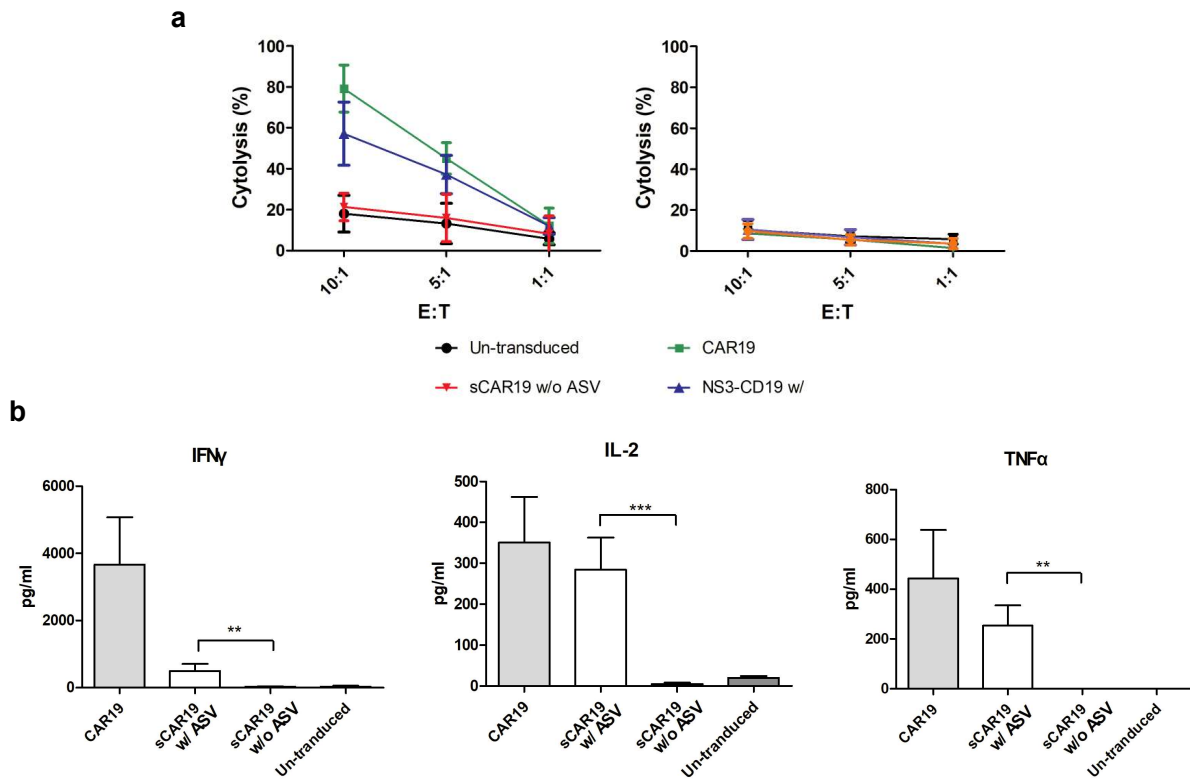 a
100
80
60
40
20
0
Cytolysis (%)
10:1
5:1
1:1
E:T
100
80
60
40
20
0
Cytolysis (%)
10:1
5:1
1:1
E:T
Un-transduced
CAR19
sCAR19 w/o ASV
NS3-CD19 w/
b
IFNγ
6000
4000
2000
0
pg/ml
**
CAR19
sCAR19
w/ ASV
sCAR19
w/o ASV
Un-tranduced
IL-2
500
400
300
200
100
0
pg/ml
***
CAR19
sCAR19
w/ ASV
sCAR19
w/o ASV
Un-tranduced
TNFα
800
600
400
200
0
pg/ml
**
CAR19
sCAR19
w/ ASV
sCAR19
w/o ASV
Un-tranduced